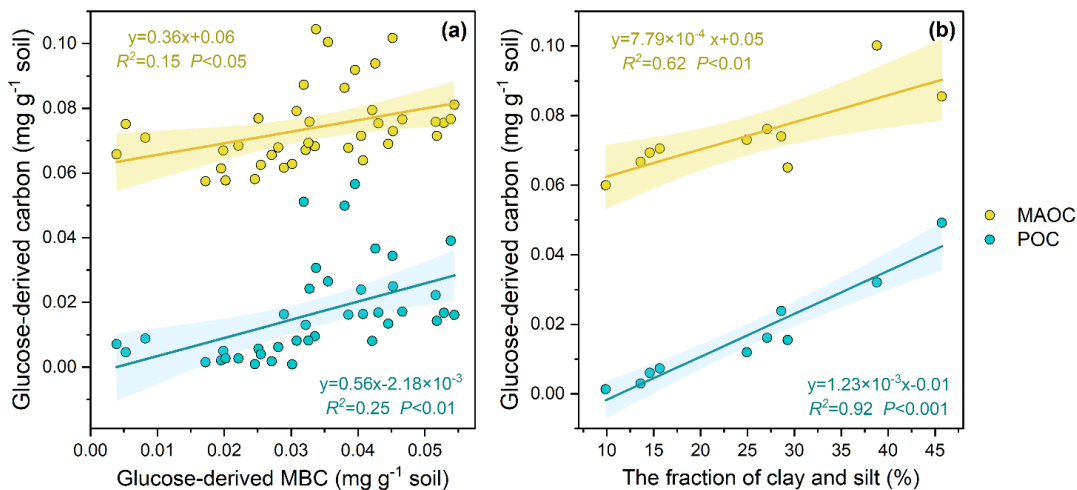 (a)
y=0.36x+0.06
R²=0.15 P<0.05
Glucose-derived carbon (mg g⁻¹ soil)
0.10
0.08
0.06
0.04
0.02
0.00
y=0.56x-2.18×10⁻³
R²=0.25 P<0.01
0.00 0.01 0.02 0.03 0.04 0.05
Glucose-derived MBC (mg g⁻¹ soil)
(b)
y=7.79×10⁻⁴ x+0.05
R²=0.62 P<0.01
Glucose-derived carbon (mg g⁻¹ soil)
0.10
0.08
0.06
0.04
0.02
0.00
y=1.23×10⁻³x-0.01
R²=0.92 P<0.001
10 15 20 25 30 35 40 45
The fraction of clay and silt (%)
MAOC
POC